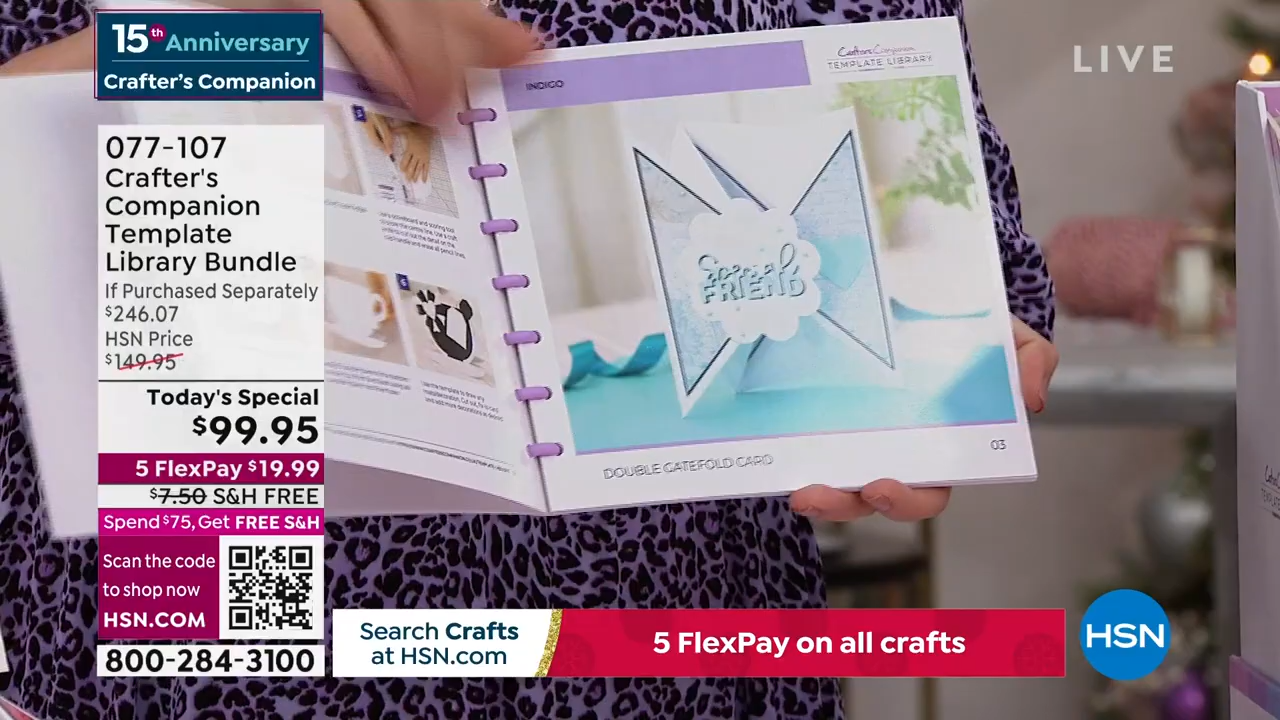 15th Anniversary
Crafter's Companion
077-107
Crafter's
Companion
Template
Library Bundle
If Purchased Separately
$246.07
HSN Price
$149.95
Today's Special
$99.95
5 FlexPay $19.99
$7.50 S&H FREE
Spend $75, Get FREE S&H
Scan the code
to shop now
HSN.COM
800-284-3100
LIVE
INDIGO
Crafter's Companion
TEMPLATE LIBRARY
5
6
Special
FRIEND
DOUBLE GATEFOLD CARD
03
Search Crafts
at HSN.com
5 FlexPay on all crafts
HSN